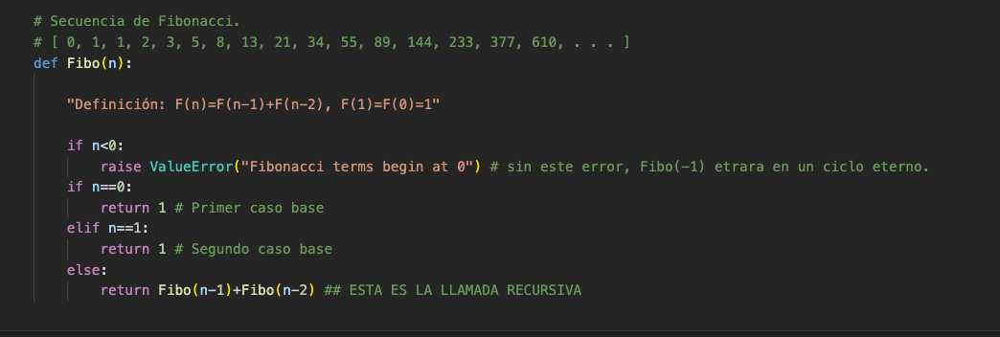 # Secuencia de Fibonacci.
# [ 0, 1, 1, 2, 3, 5, 8, 13, 21, 34, 55, 89, 144, 233, 377, 610, . . . ]
def Fibo(n):
"Definición: F(n)=F(n-1)+F(n-2), F(1)=F(0)=1"
if n<0:
raise ValueError("Fibonacci terms begin at 0") # sin este error, Fibo(-1) etrara en un ciclo eterno.
if n==0:
return 1 # Primer caso base
elif n==1:
return 1 # Segundo caso base
else:
return Fibo(n-1)+Fibo(n-2) ## ESTA ES LA LLAMADA RECURSIVA